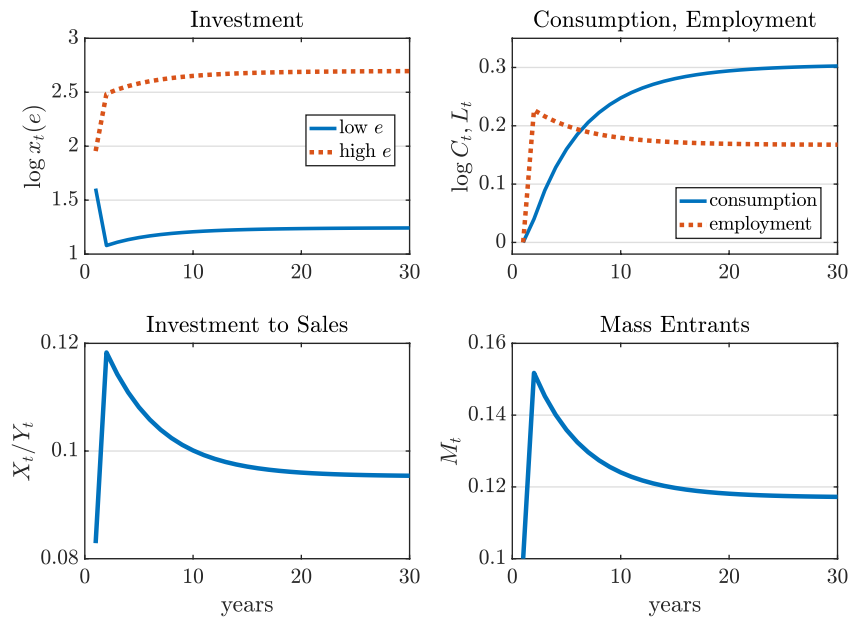 Investment
3
2.5
2
1.5
1
log x_t(e)
low e
high e
0 10 20 30
Consumption, Employment
0.3
0.2
0.1
0
log C_t, L_t
consumption
employment
0 10 20 30
Investment to Sales
0.12
0.1
0.08
X_t/Y_t
0 10 20 30
years
Mass Entrants
0.16
0.14
0.12
0.1
M_t
0 10 20 30
years